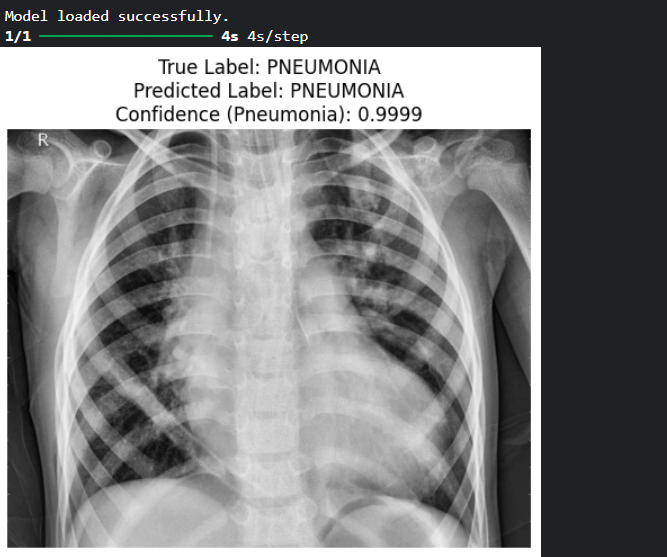 Model loaded successfully.
1/1 4s 4s/step
True Label: PNEUMONIA
Predicted Label: PNEUMONIA
Confidence (Pneumonia): 0.9999
R